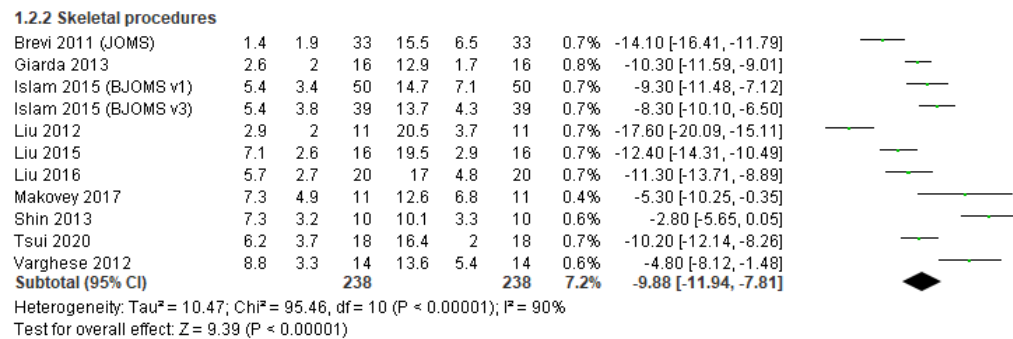 1.2.2 Skeletal procedures
Brevi 2011 (JOMS) 1.4 1.9 33 15.5 6.5 33 0.7% -14.10 [-16.41, -11.79]
Giarda 2013 2.6 2 16 12.9 1.7 16 0.8% -10.30 [-11.59, -9.01]
Islam 2015 (BJOMS v1) 5.4 3.4 50 14.7 7.1 50 0.7% -9.30 [-11.48, -7.12]
Islam 2015 (BJOMS v3) 5.4 3.8 39 13.7 4.3 39 0.7% -8.30 [-10.10, -6.50]
Liu 2012 2.9 2 11 20.5 3.7 11 0.7% -17.60 [-20.09, -15.11]
Liu 2015 7.1 2.6 16 19.5 2.9 16 0.7% -12.40 [-14.31, -10.49]
Liu 2016 5.7 2.7 20 17 4.8 20 0.7% -11.30 [-13.71, -8.89]
Makovey 2017 7.3 4.9 11 12.6 6.8 11 0.4% -5.30 [-10.25, -0.35]
Shin 2013 7.3 3.2 10 10.1 3.3 10 0.6% -2.80 [-5.65, 0.05]
Tsui 2020 6.2 3.7 18 16.4 2 18 0.7% -10.20 [-12.14, -8.26]
Varghese 2012 8.8 3.3 14 13.6 5.4 14 0.6% -4.80 [-8.12, -1.48]
Subtotal (95% CI) 238 238 7.2% -9.88 [-11.94, -7.81]
Heterogeneity: Tau² = 10.47; Chi² = 95.46, df = 10 (P < 0.00001); I² = 90%
Test for overall effect: Z = 9.39 (P < 0.00001)